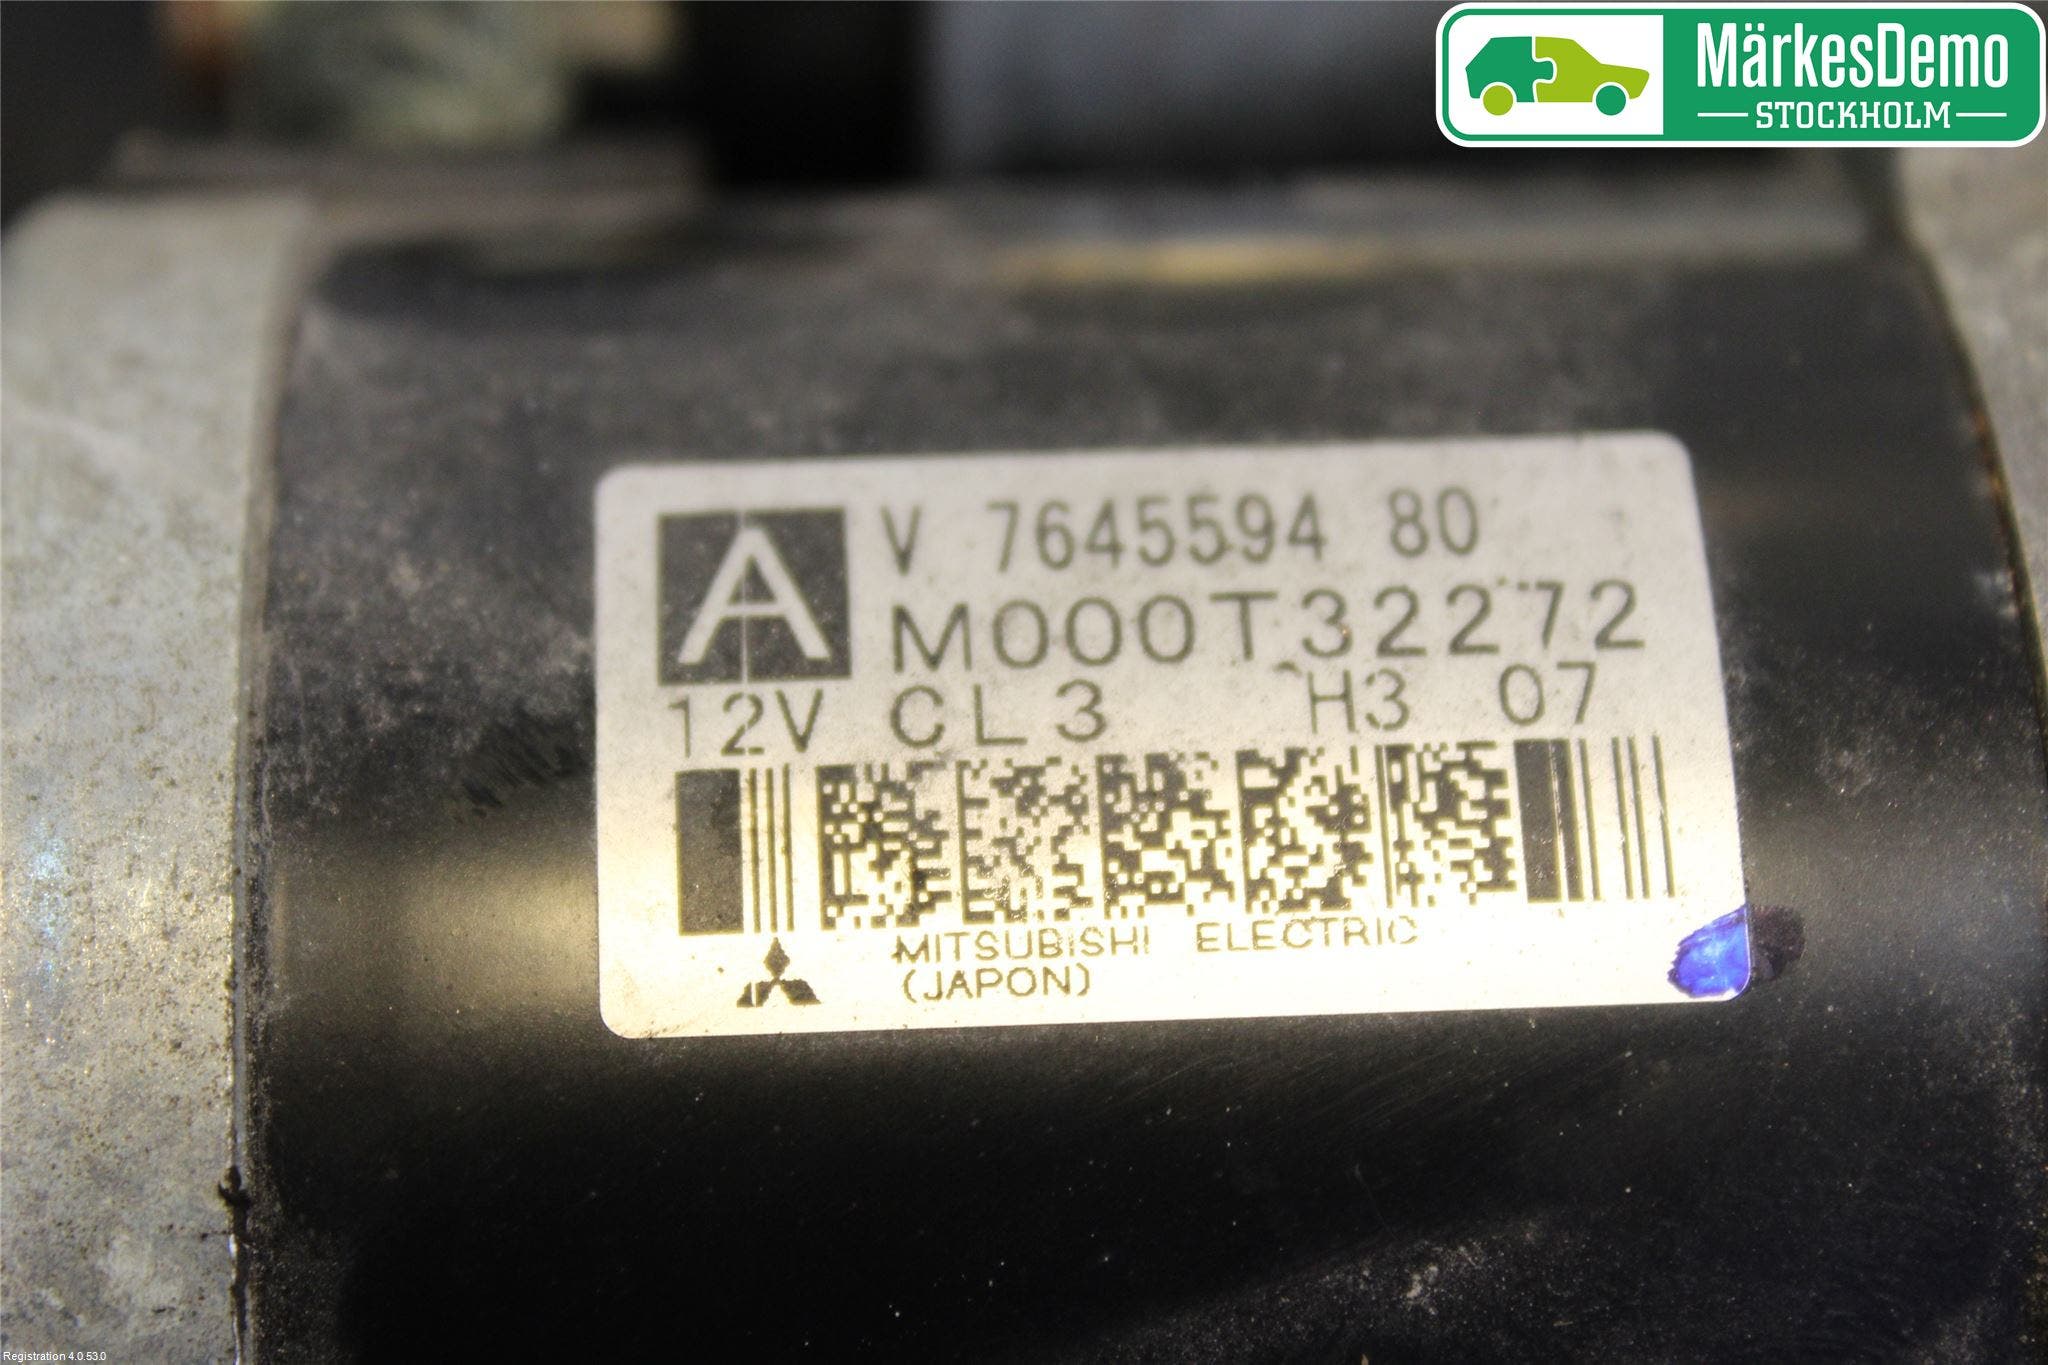 MärkesDemo
STOCKHOLM
A
V 7645594 80
M000T32272
12V CL3 H3 07
MITSUBISHI ELECTRIC
(JAPON)
Registration 4.0.53.0